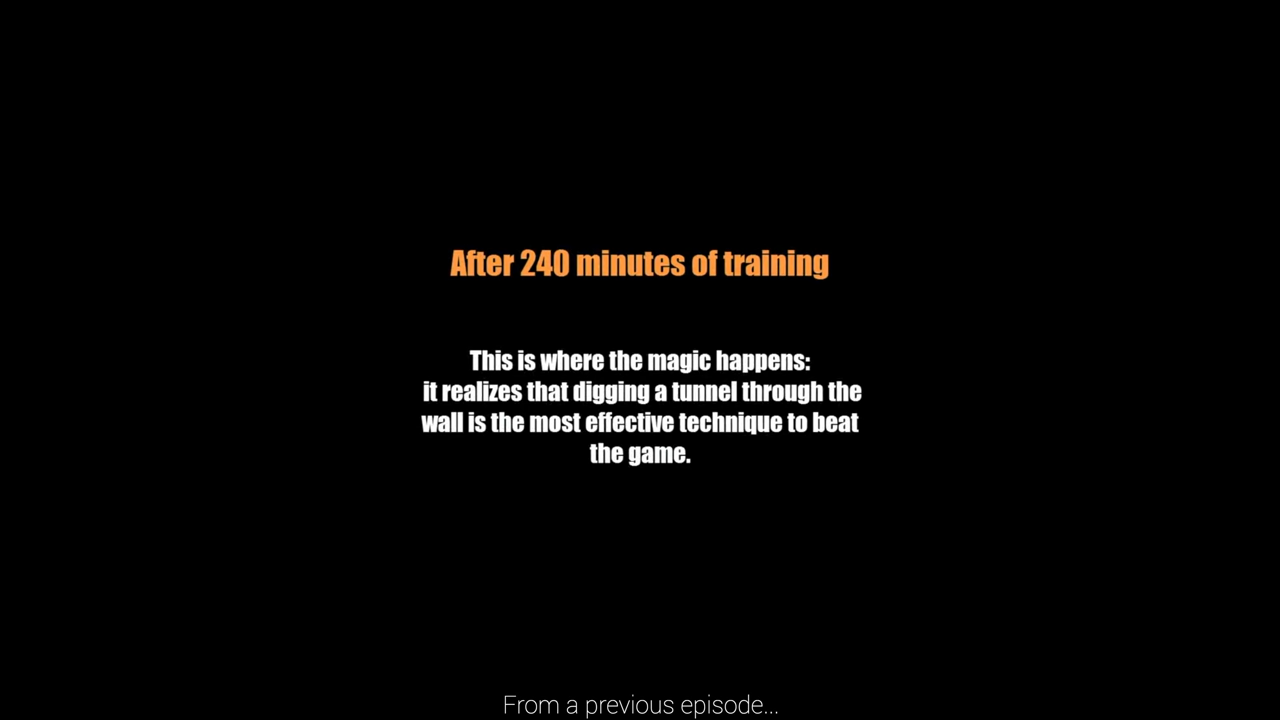 After 240 minutes of training
This is where the magic happens:
it realizes that digging a tunnel through the
wall is the most effective technique to beat
the game.
From a previous episode...